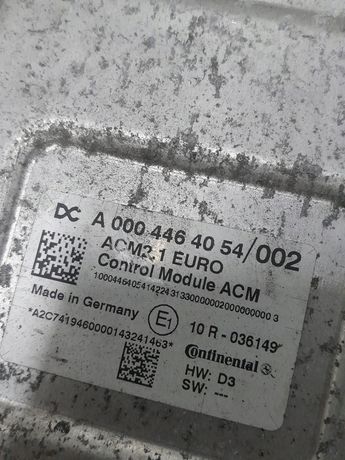 DC A 000 446 40 54/002
ACM2.1 EURO
Control Module ACM
Made in Germany
E1
10 R - 036149
Continental
HW: D3
SW: ---